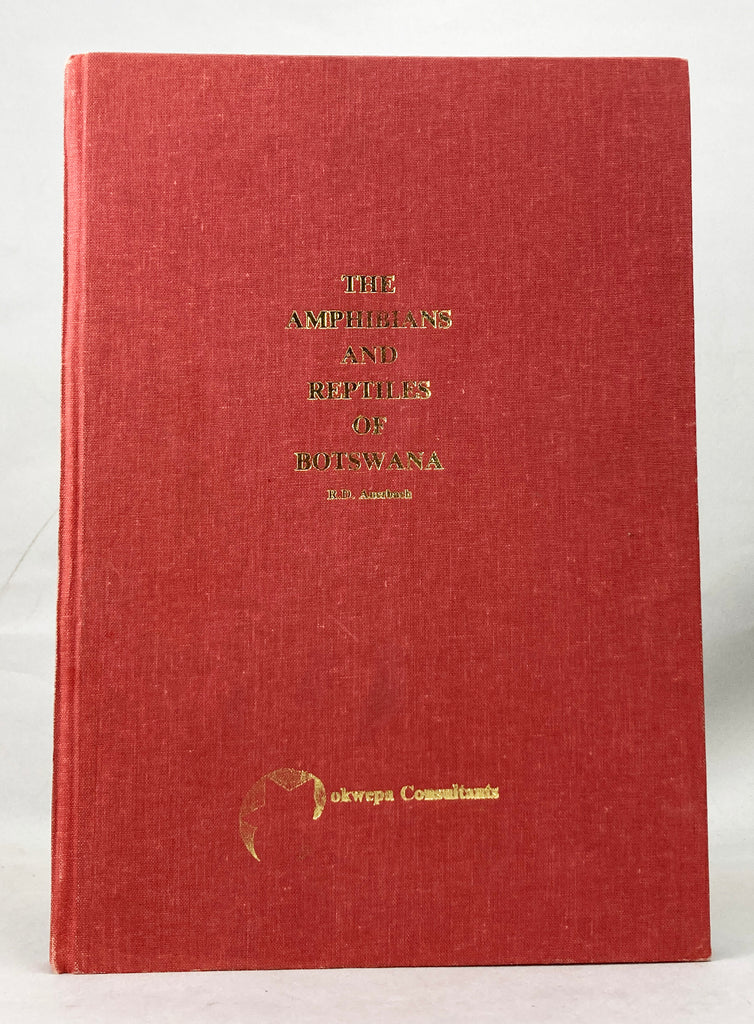 THE
AMPHIBIANS
AND
REPTILES
OF
BOTSWANA
R.D. Auerbach
okwepa Consultants